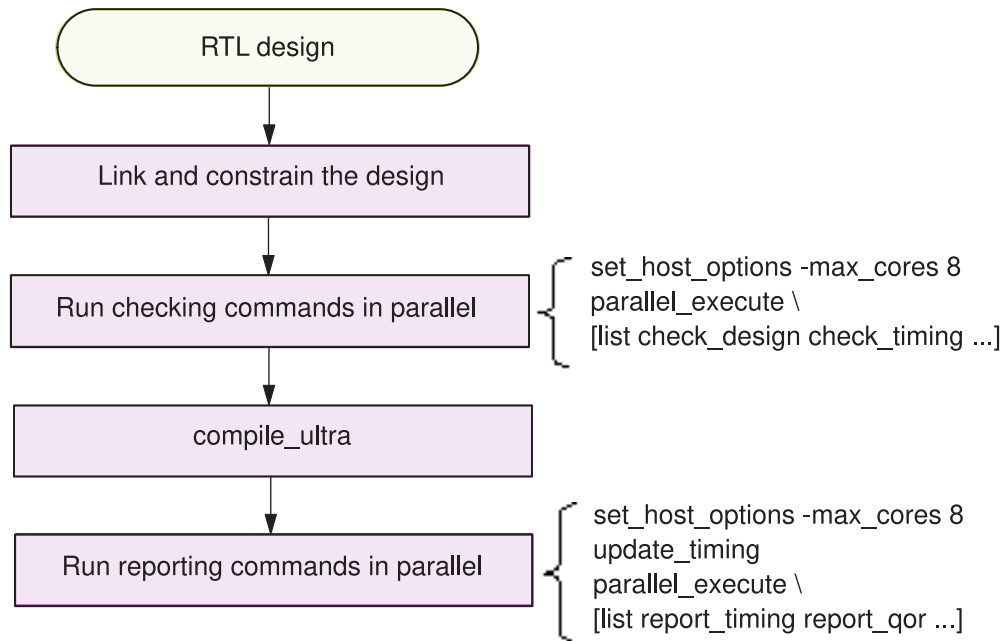 RTL design
Link and constrain the design
Run checking commands in parallel
set_host_options -max_cores 8
parallel_execute \
[list check_design check_timing ...]
compile_ultra
Run reporting commands in parallel
set_host_options -max_cores 8
update_timing
parallel_execute \
[list report_timing report_qor ...]